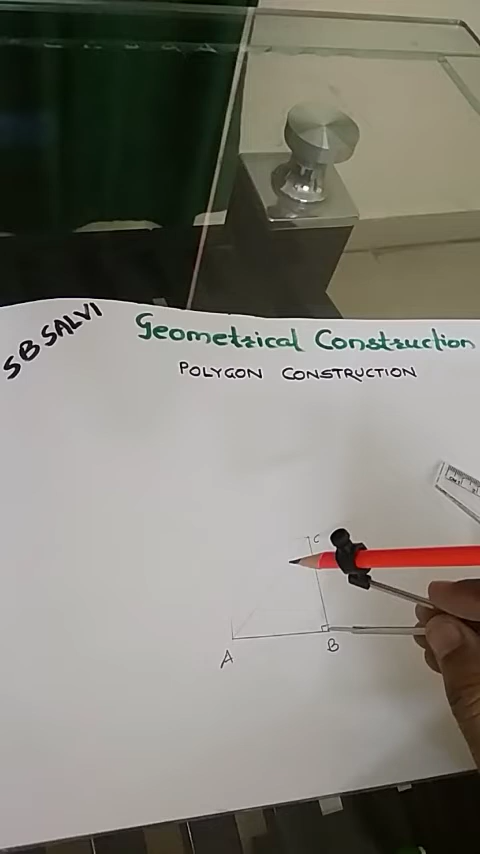 SB SALVI
Geometrical Construction
POLYGON CONSTRUCTION
C
A
B